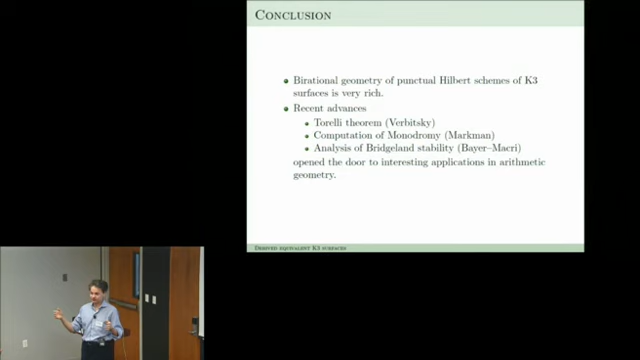 CONCLUSION
Birational geometry of punctual Hilbert schemes of K3
surfaces is very rich.
Recent advances
Torelli theorem (Verbitsky)
Computation of Monodromy (Markman)
Analysis of Bridgeland stability (Bayer–Macri)
opened the door to interesting applications in arithmetic
geometry.
DERIVED EQUIVALENT K3 SURFACES